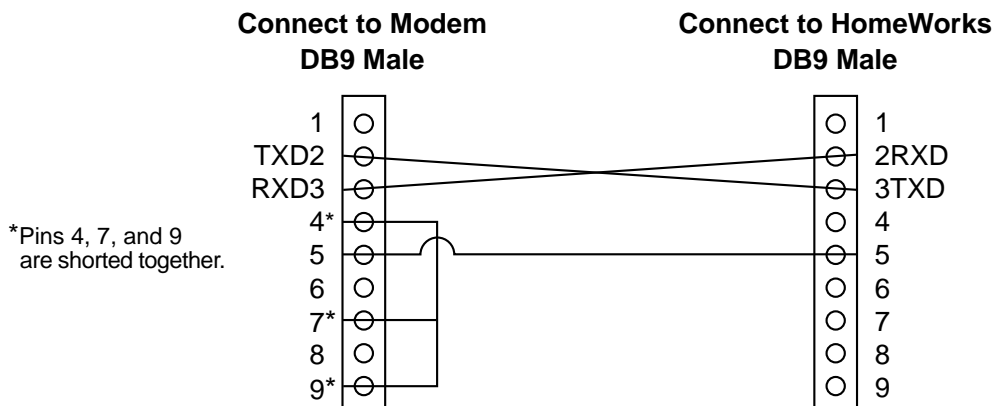 Connect to Modem
DB9 Male
Connect to HomeWorks
DB9 Male
1
TXD2
RXD3
4*
5
6
7*
8
9*
*Pins 4, 7, and 9
are shorted together.
1
2RXD
3TXD
4
5
6
7
8
9